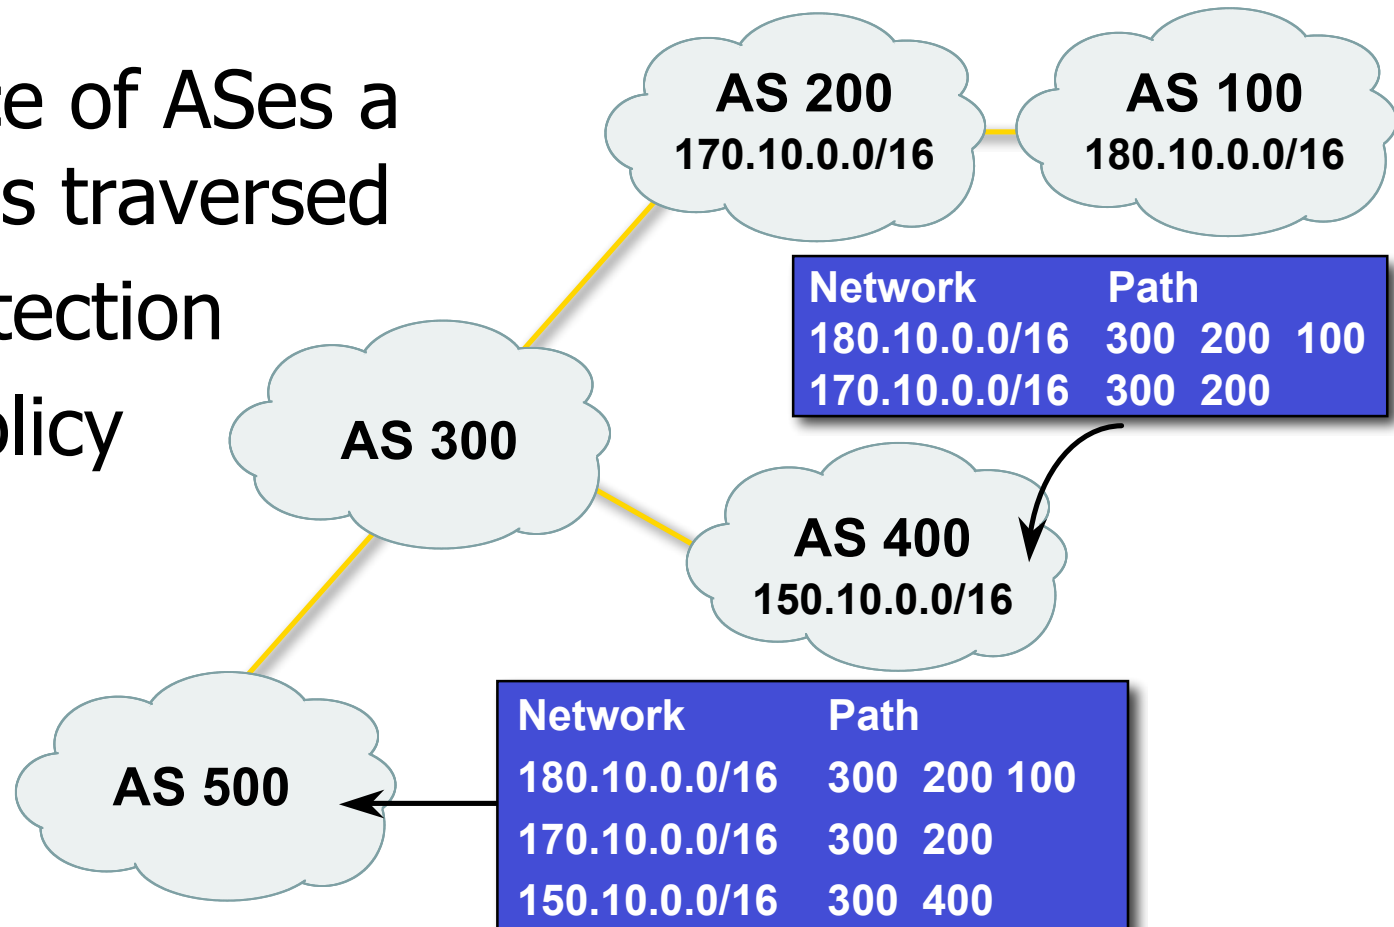 te of ASes a
s traversed
tection
olicy
AS 200
170.10.0.0/16
AS 100
180.10.0.0/16
Network Path
180.10.0.0/16 300 200 100
170.10.0.0/16 300 200
AS 300
AS 400
150.10.0.0/16
AS 500
Network Path
180.10.0.0/16 300 200 100
170.10.0.0/16 300 200
150.10.0.0/16 300 400